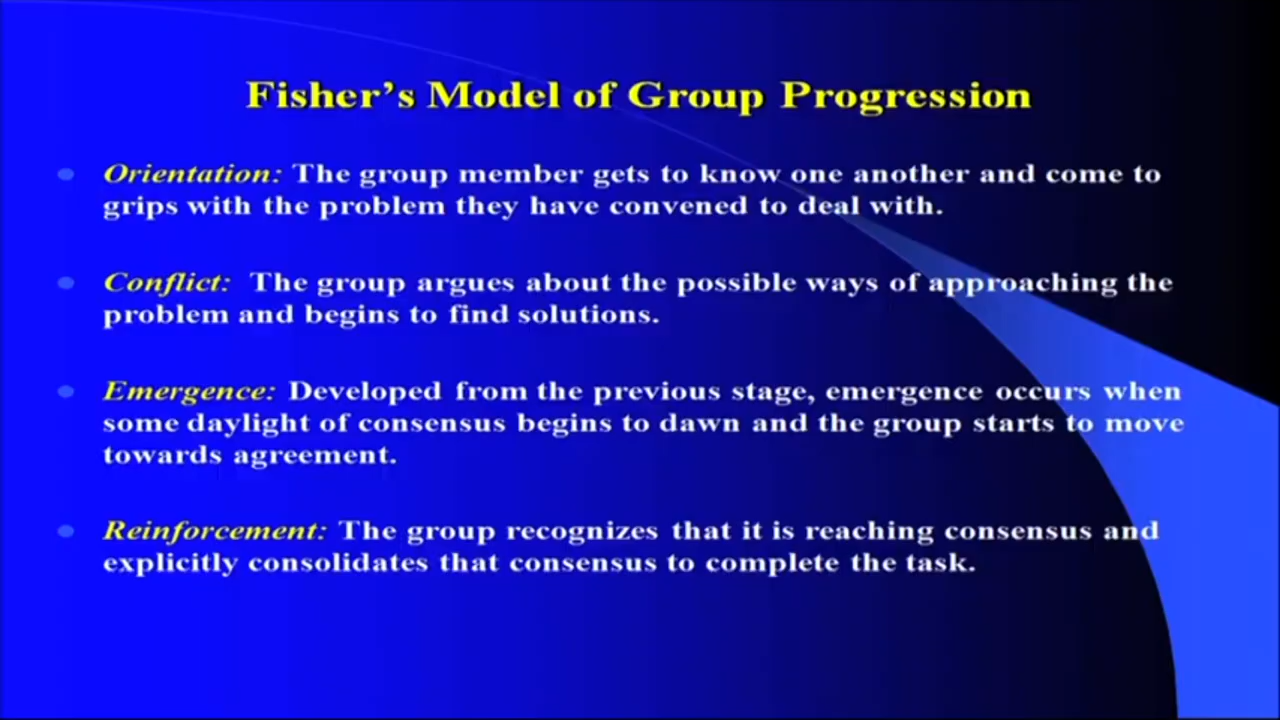 Fisher's Model of Group Progression
Orientation: The group member gets to know one another and come to
grips with the problem they have convened to deal with.
Conflict: The group argues about the possible ways of approaching the
problem and begins to find solutions.
Emergence: Developed from the previous stage, emergence occurs when
some daylight of consensus begins to dawn and the group starts to move
towards agreement.
Reinforcement: The group recognizes that it is reaching consensus and
explicitly consolidates that consensus to complete the task.